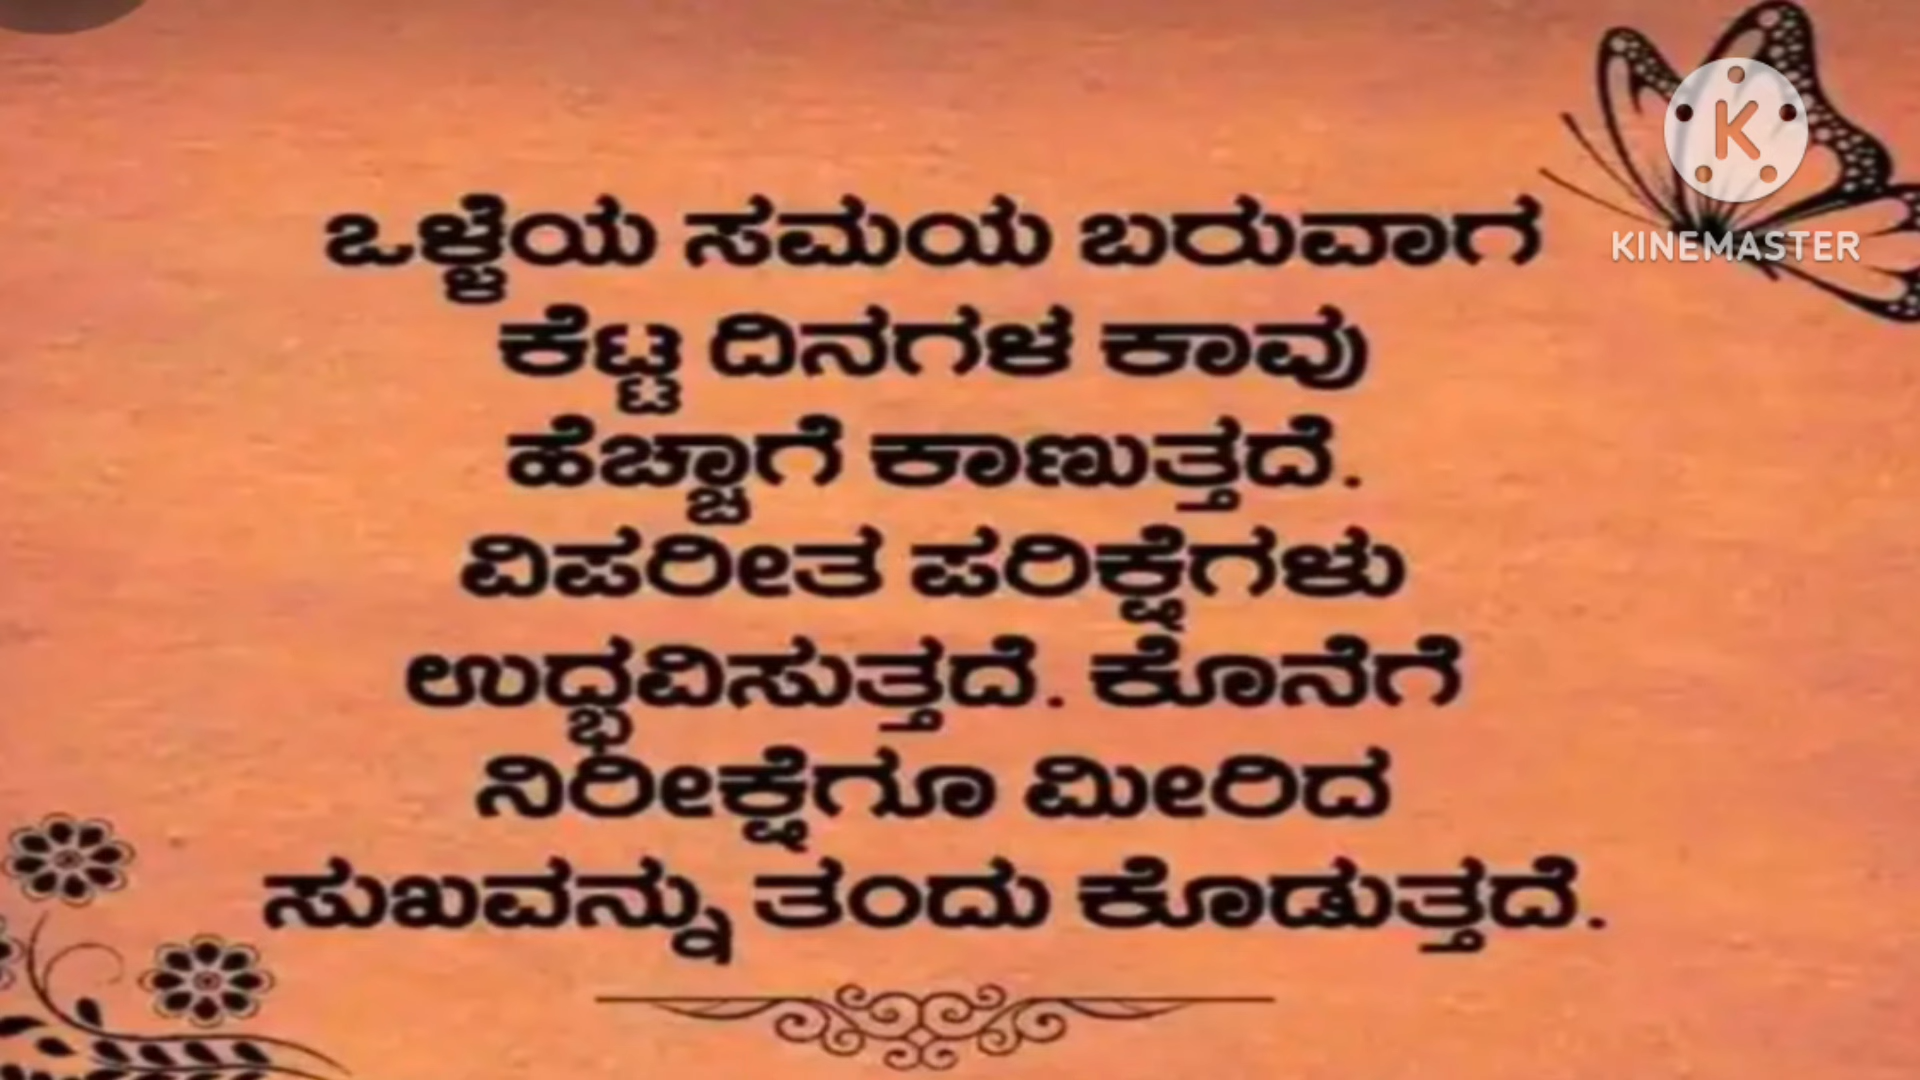 ಒಳ್ಳೆಯ ಸಮಯ ಬರುವಾಗ
ಕೆಟ್ಟ ದಿನಗಳ ಕಾವು
ಹೆಚ್ಚಾಗೆ ಕಾಣುತ್ತದೆ.
ವಿಪರೀತ ಪರಿಕ್ಷೆಗಳು
ಉದ್ಭವಿಸುತ್ತದೆ. ಕೊನೆಗೆ
ನಿರೀಕ್ಷೆಗೂ ಮೀರಿದ
ಸುಖವನ್ನು ತಂದು ಕೊಡುತ್ತದೆ.
K
KINEMASTER